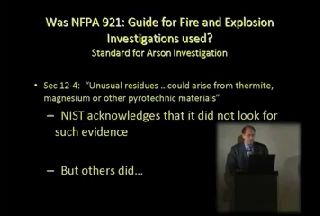 Was NFPA 921: Guide for Fire and Explosion
Investigations used?
Standard for Arson Investigation
• Sec 12-4: "Unusual residues ...could arise from thermite,
magnesium or other pyrotechnic materials"
– NIST acknowledges that it did not look for
such evidence
– But others did...